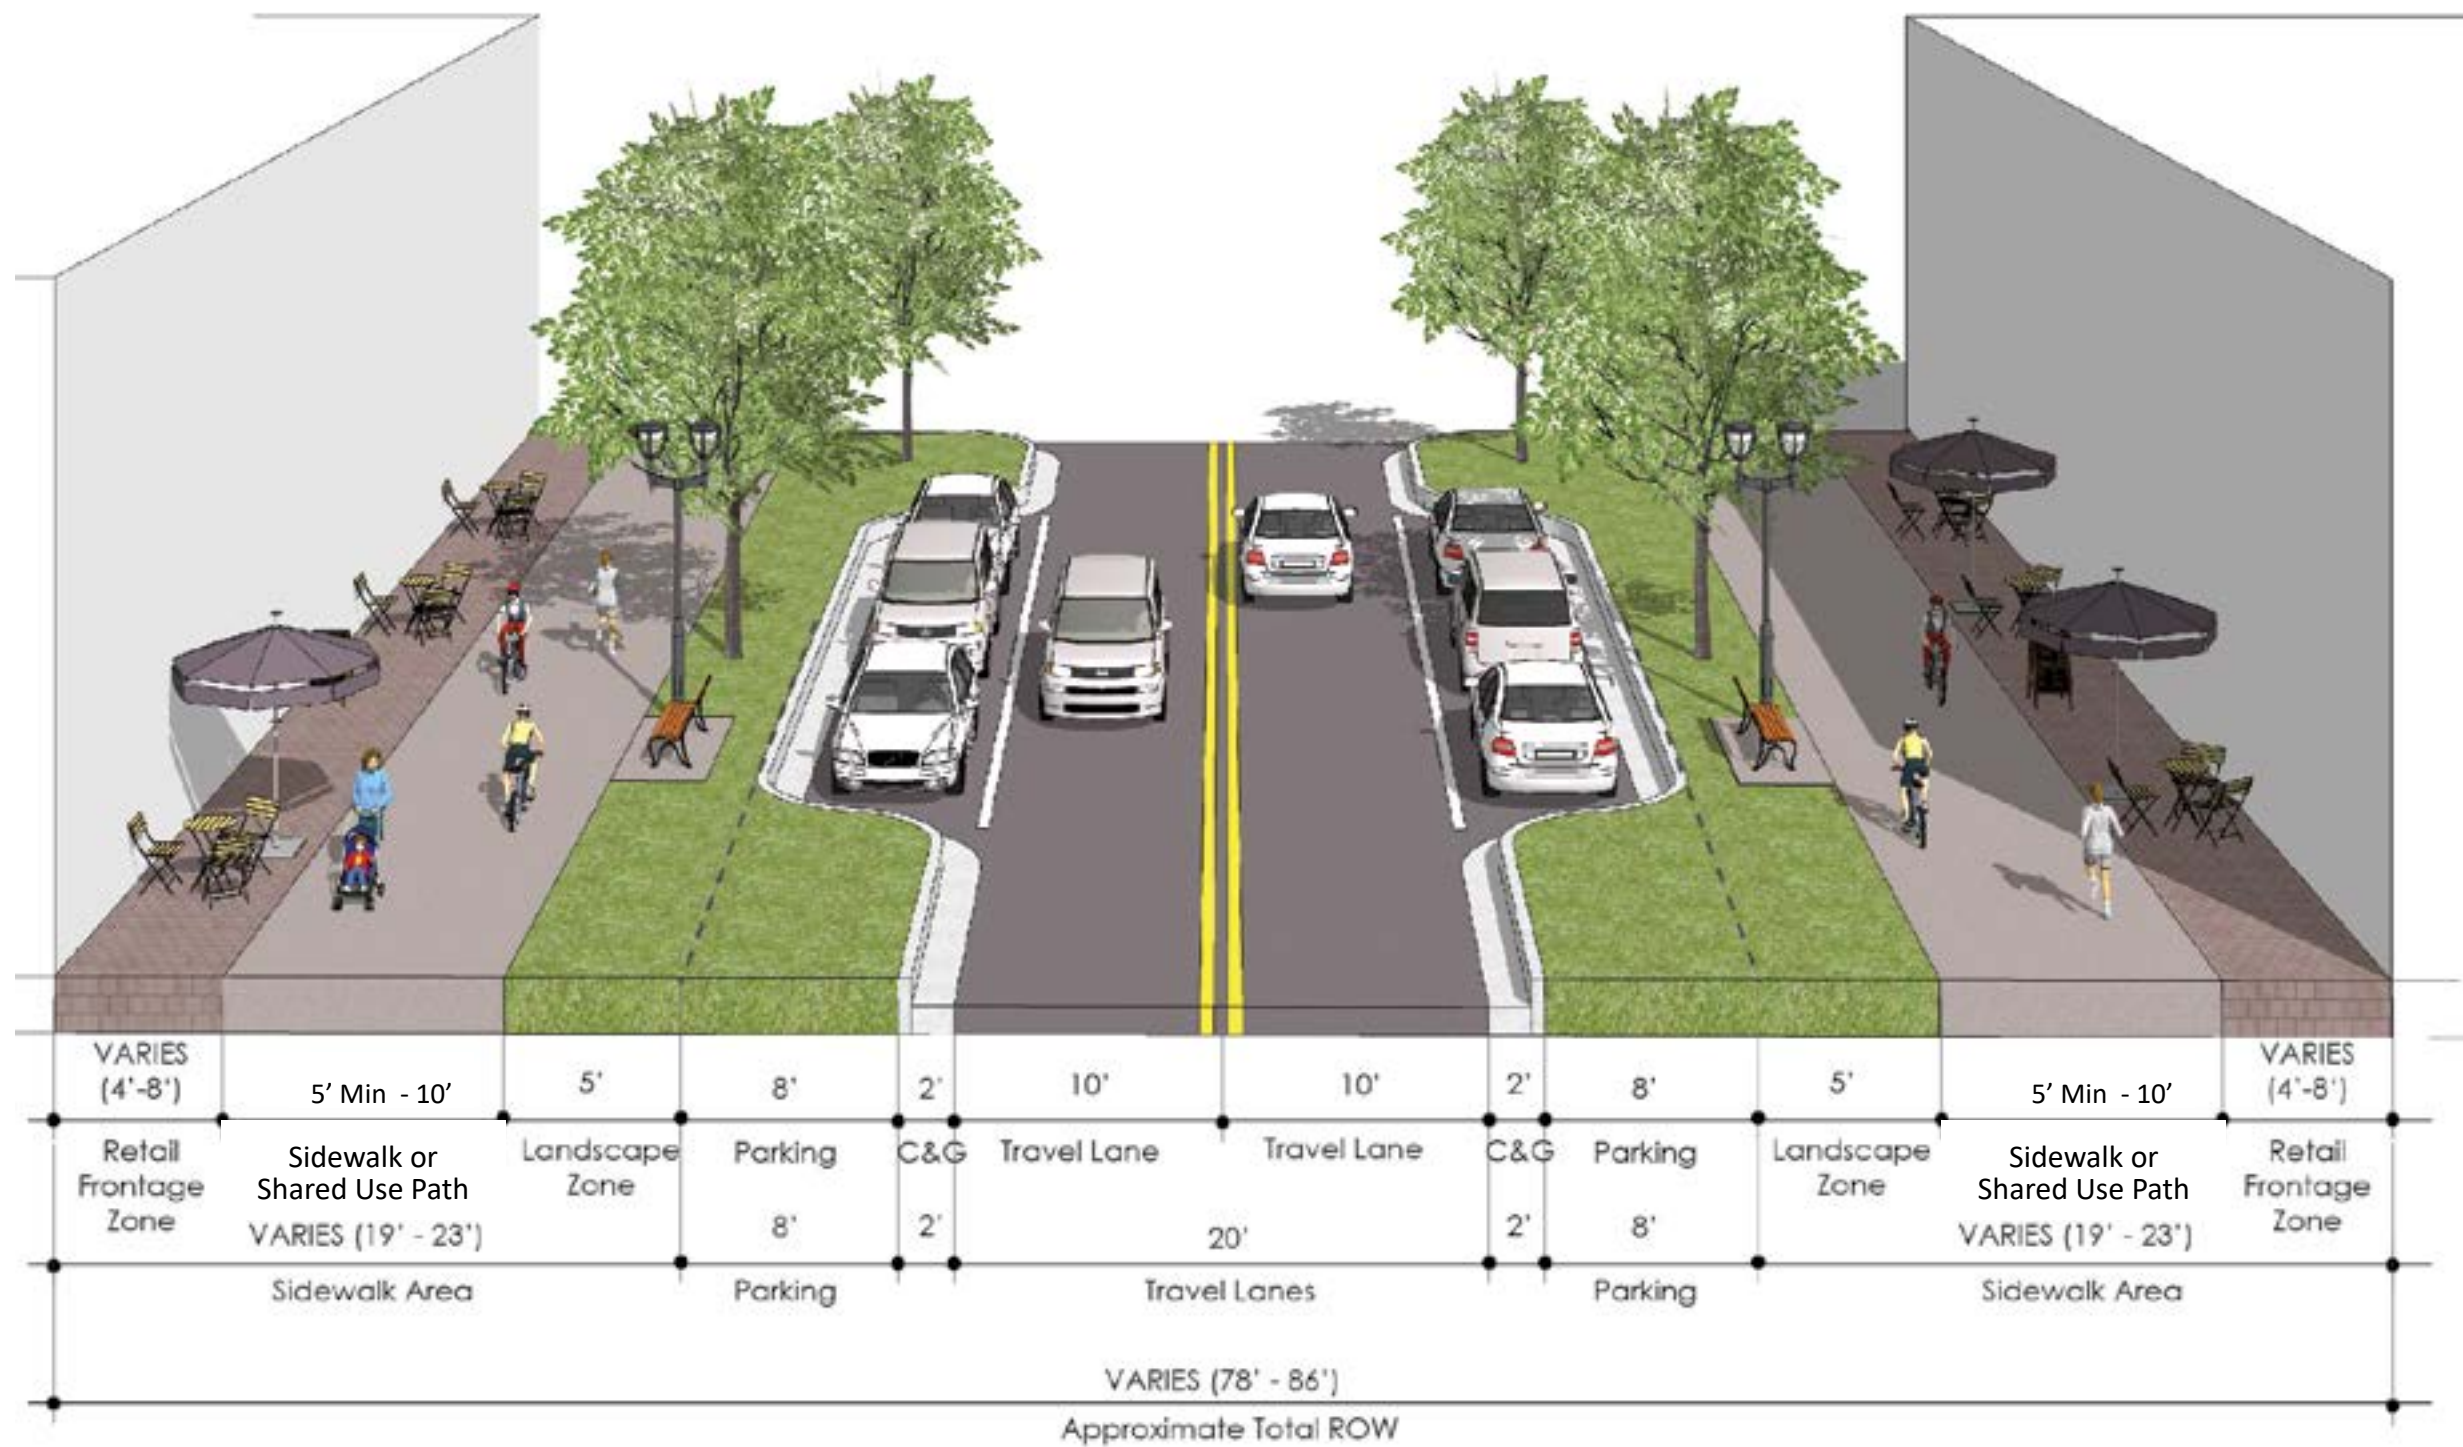 VARIES
(4'-8')
5’ Min - 10’
5'
8'
2'
10'
10'
2'
8'
5'
5’ Min - 10’
VARIES
(4'-8')
Retail
Frontage
Zone
Sidewalk or
Shared Use Path
Landscape
Zone
Parking
C&G
Travel Lane
Travel Lane
C&G
Parking
Landscape
Zone
Sidewalk or
Shared Use Path
Retail
Frontage
Zone
VARIES (19' - 23')
8'
2'
20'
2'
8'
VARIES (19' - 23')
Sidewalk Area
Parking
Travel Lanes
Parking
Sidewalk Area
VARIES (78' - 86')
Approximate Total ROW